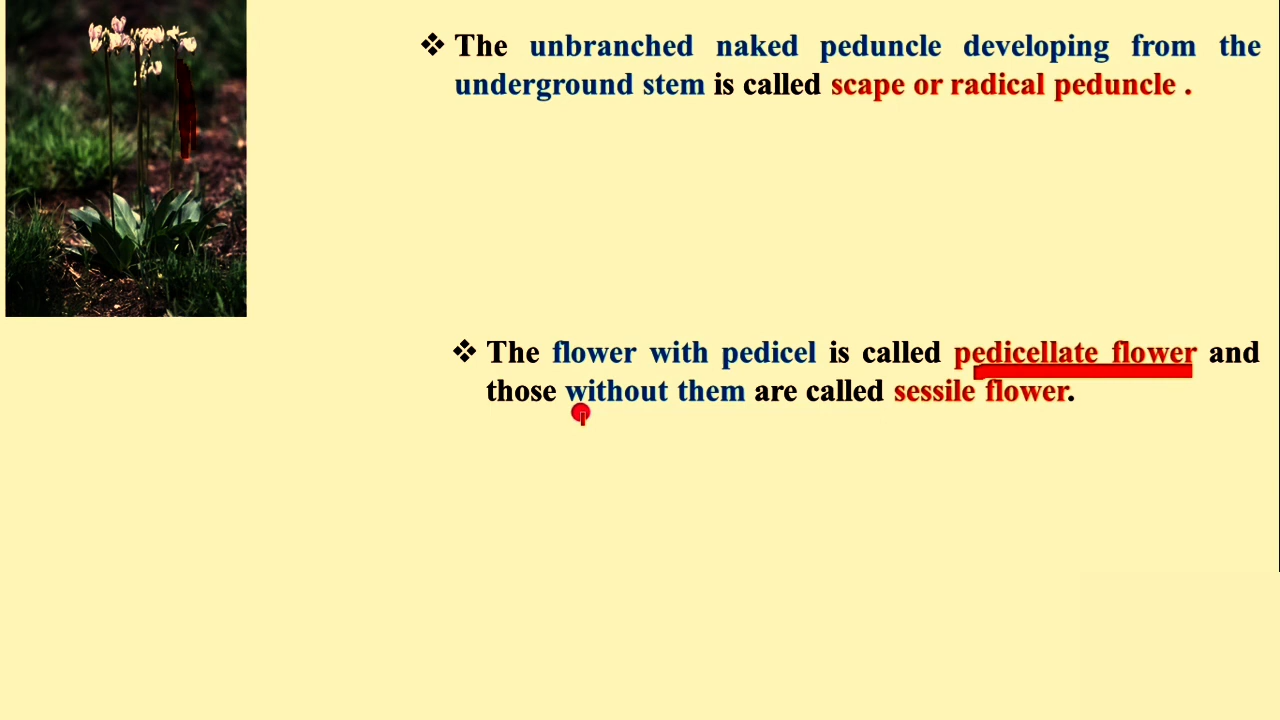 ❖ The unbranched naked peduncle developing from the
underground stem is called scape or radical peduncle .
❖ The flower with pedicel is called pedicellate flower and
those without them are called sessile flower.